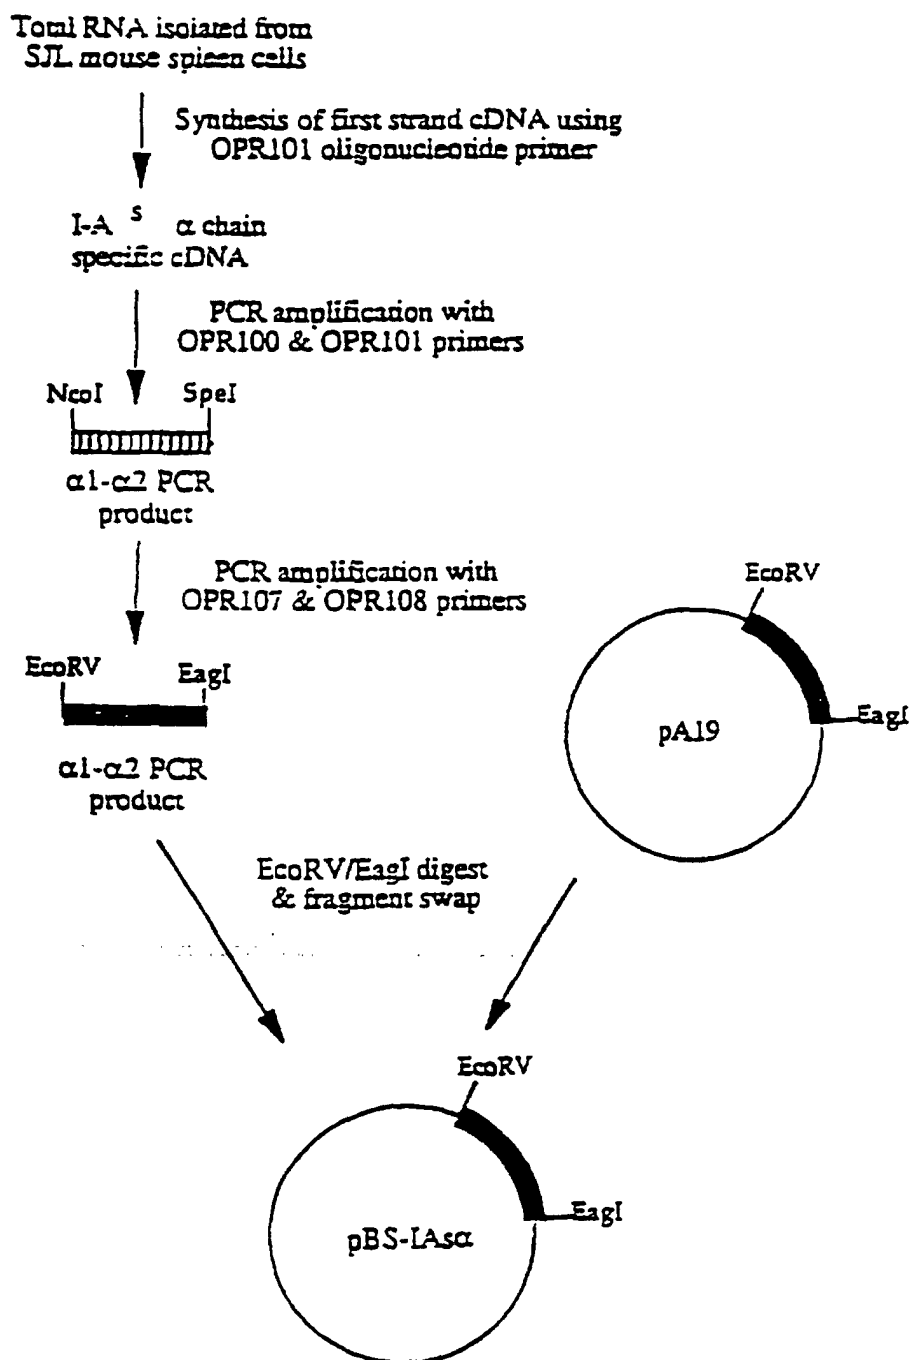 Total RNA isolated from
SJL mouse spleen cells
Synthesis of first strand cDNA using
OPR101 oligonucleotide primer
I-A s α chain
specific cDNA
PCR amplification with
OPR100 & OPR101 primers
NcoI SpeI
α1-α2 PCR
product
PCR amplification with
OPR107 & OPR108 primers
EcoRV EagI
α1-α2 PCR
product
EcoRV
EagI
pA19
EcoRV/EagI digest
& fragment swap
EcoRV
EagI
pBS-IAsα